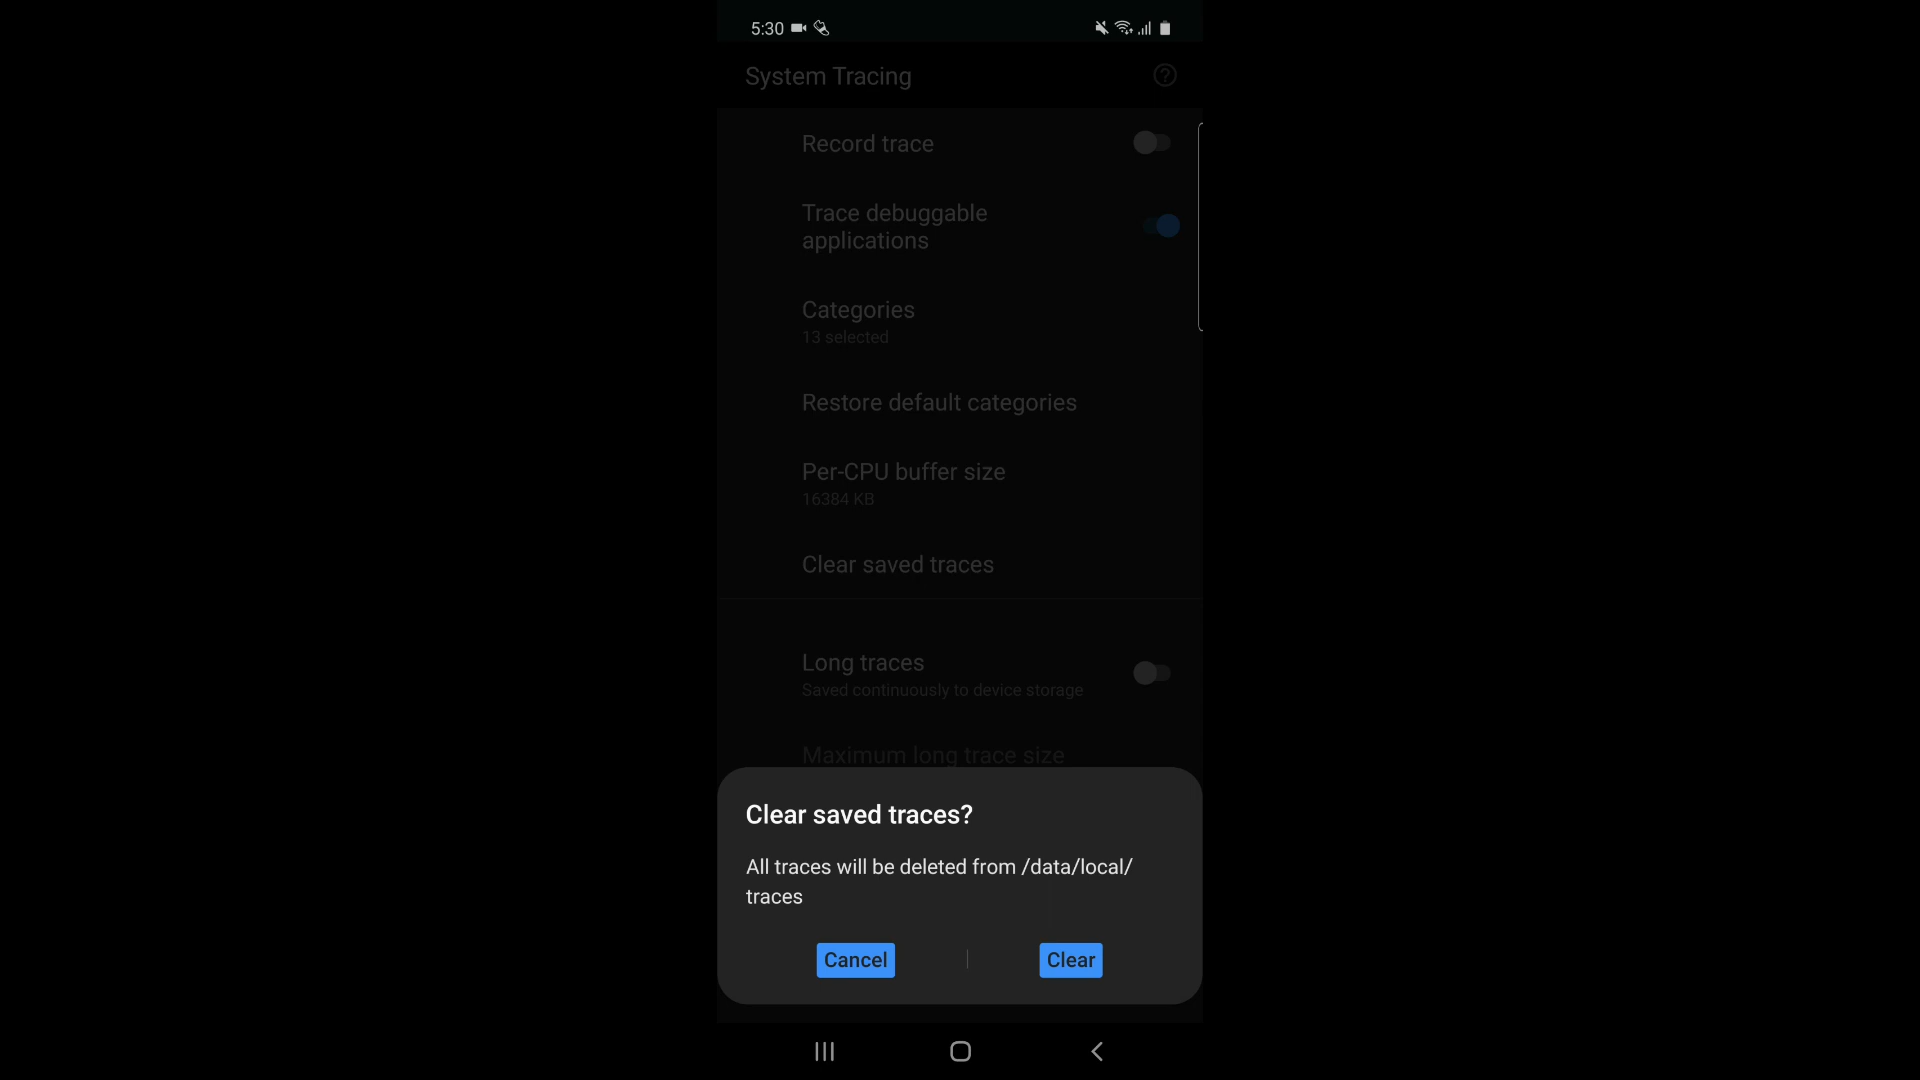 5:30
System Tracing
Record trace
Trace debuggable
applications
Categories
13 selected
Restore default categories
Per-CPU buffer size
16384 KB
Clear saved traces
Long traces
Saved continuously to device storage
Maximum long trace size
Clear saved traces?
All traces will be deleted from /data/local/
traces
Cancel
Clear